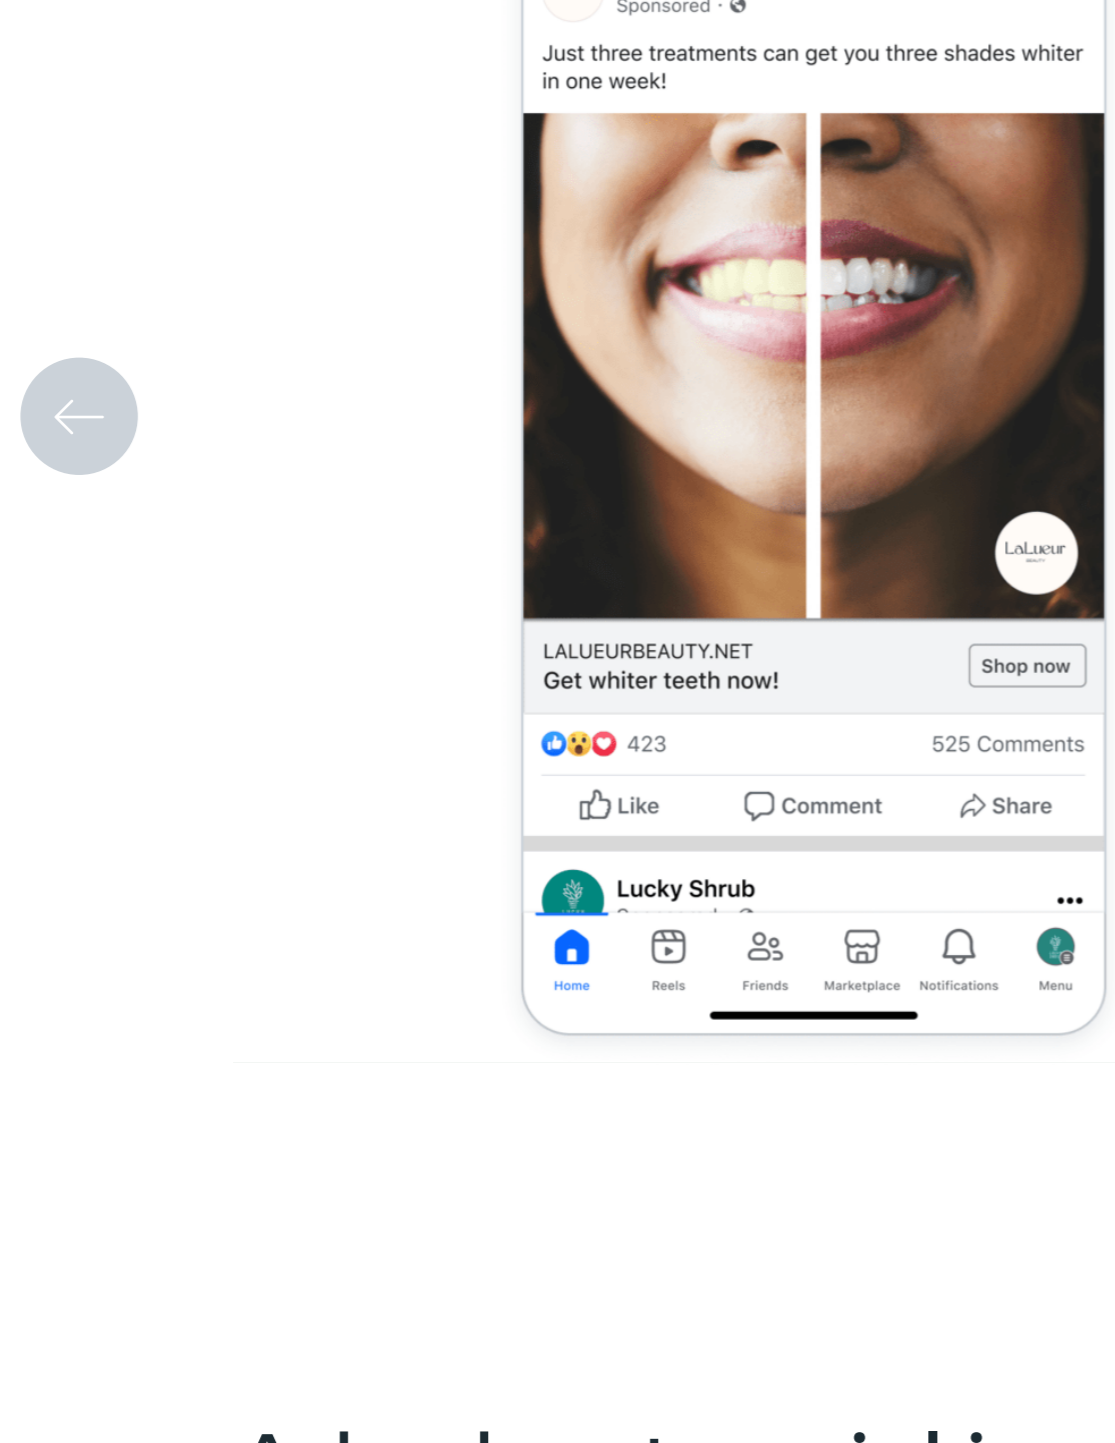 Sponsored ·
Just three treatments can get you three shades whiter
in one week!
LaLueur
BEAUTY
LALUEURBEAUTY.NET
Get whiter teeth now!
Shop now
423
525 Comments
Like
Comment
Share
Lucky Shrub
Home
Reels
Friends
Marketplace
Notifications
Menu